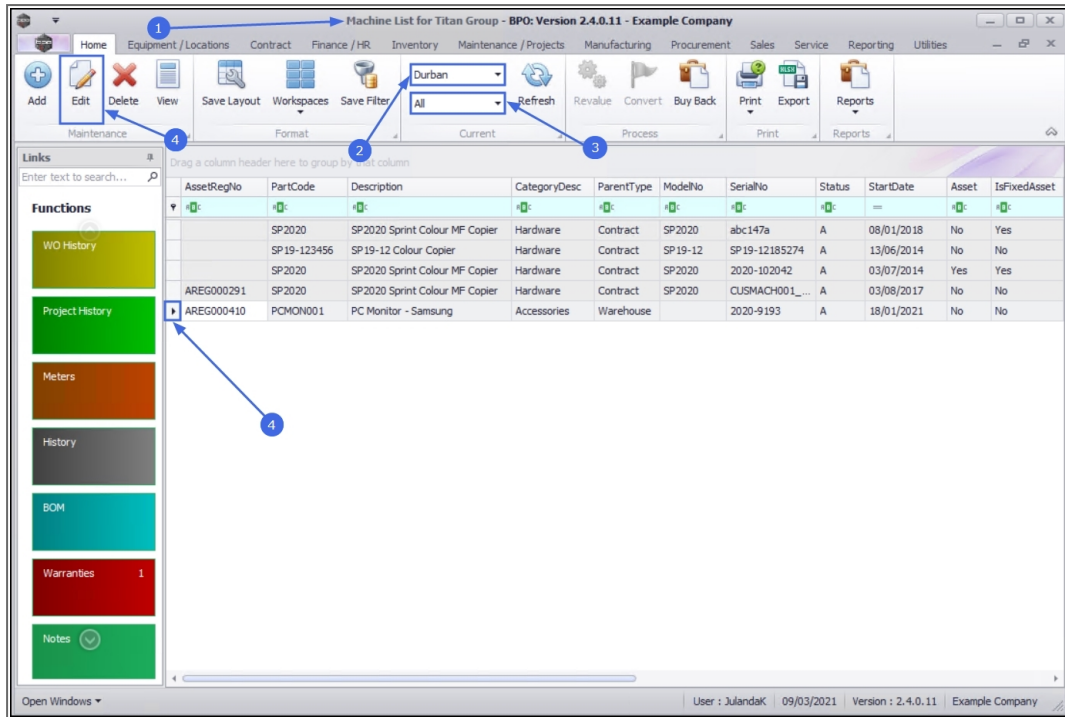 Machine List for Titan Group - BPO: Version 2.4.0.11 - Example Company
1
Home Equipment / Locations Contract Finance / HR Inventory Maintenance / Projects Manufacturing Procurement Sales Service Reporting Utilities
Add Edit Delete View Save Layout Workspaces Save Filter Durban All Refresh Revalue Convert Buy Back Print Export Reports
Maintenance Format Current Process Print Reports
4 2 3
Links
Drag a column header here to group by that column
Enter text to search...
AssetRegNo PartCode Description CategoryDesc ParentType ModelNo SerialNo Status StartDate Asset IsFixedAsset
Functions
=
SP2020 SP2020 Sprint Colour MF Copier Hardware Contract SP2020 abc147a A 08/01/2018 No Yes
WO History
SP19-123456 SP19-12 Colour Copier Hardware Contract SP19-12 SP19-12185274 A 13/06/2014 No No
SP2020 SP2020 Sprint Colour MF Copier Hardware Contract SP2020 2020-102042 A 03/07/2014 Yes Yes
AREG000291 SP2020 SP2020 Sprint Colour MF Copier Hardware Contract SP2020 CUSMACH001_... A 03/08/2017 No No
Project History
AREG000410 PCMON001 PC Monitor - Samsung Accessories Warehouse 2020-9193 A 18/01/2021 No No
Meters
4
History
BOM
Warranties 1
Notes
Open Windows User : JulandaK 09/03/2021 Version : 2.4.0.11 Example Company